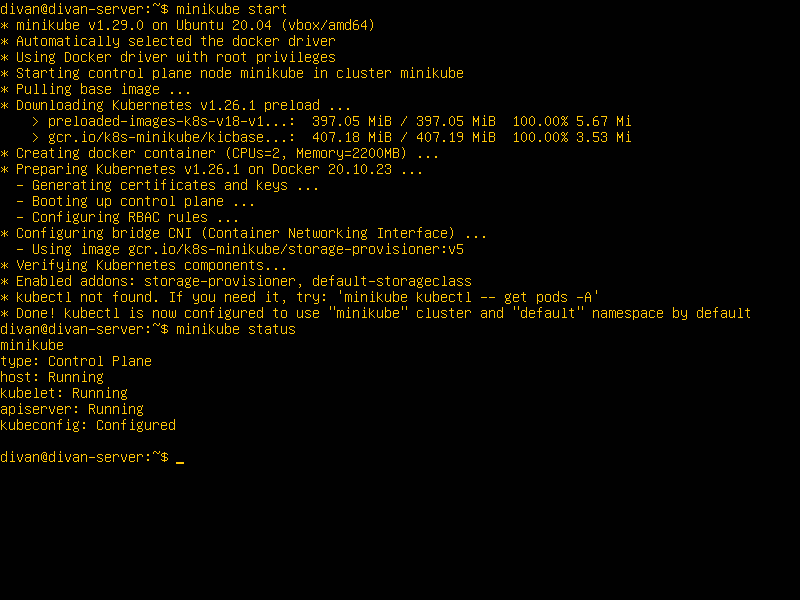 divan@divan-server:~$ minikube start
* minikube v1.29.0 on Ubuntu 20.04 (vbox/amd64)
* Automatically selected the docker driver
* Using Docker driver with root privileges
* Starting control plane node minikube in cluster minikube
* Pulling base image ...
* Downloading Kubernetes v1.26.1 preload ...
    > preloaded-images-k8s-v18-v1...:  397.05 MiB / 397.05 MiB  100.00% 5.67 Mi
    > gcr.io/k8s-minikube/kicbase...:  407.18 MiB / 407.19 MiB  100.00% 3.53 Mi
* Creating docker container (CPUs=2, Memory=2200MB) ...
* Preparing Kubernetes v1.26.1 on Docker 20.10.23 ...
  - Generating certificates and keys ...
  - Booting up control plane ...
  - Configuring RBAC rules ...
* Configuring bridge CNI (Container Networking Interface) ...
  - Using image gcr.io/k8s-minikube/storage-provisioner:v5
* Verifying Kubernetes components...
* Enabled addons: storage-provisioner, default-storageclass
* kubectl not found. If you need it, try: 'minikube kubectl -- get pods -A'
* Done! kubectl is now configured to use "minikube" cluster and "default" namespace by default
divan@divan-server:~$ minikube status
minikube
type: Control Plane
host: Running
kubelet: Running
apiserver: Running
kubeconfig: Configured

divan@divan-server:~$ _